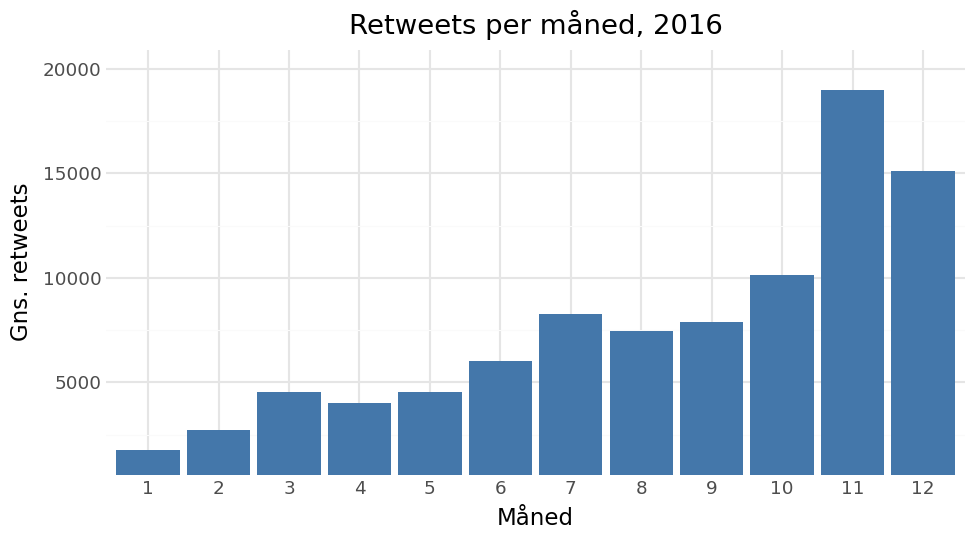 Retweets per måned, 2016
Gns. retweets
20000
15000
10000
5000
1 2 3 4 5 6 7 8 9 10 11 12
Måned